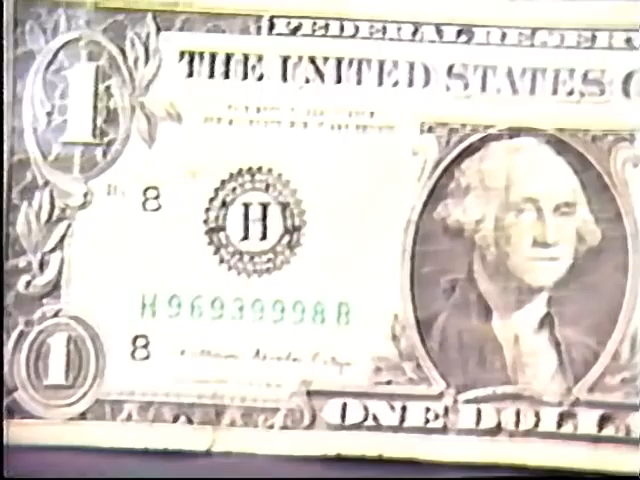 FEDERAL RESER
1 THE UNITED STATES O
8
H
H 96939998 B
8
1
ONE DOLL